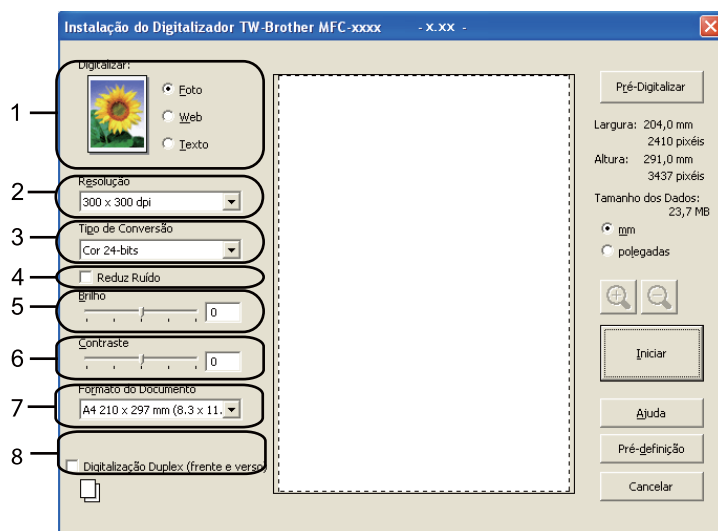 Instalação do Digitalizador TW-Brother MFC-xxxx - x.xx -
1
Digitalizar:
Foto
Web
Texto
2
Resolução
300 x 300 dpi
3
Tipo de Conversão
Cor 24-bits
4
Reduz Ruído
5
Brilho
0
6
Contraste
0
7
Formato do Documento
A4 210 x 297 mm (8.3 x 11.
8
Digitalização Duplex (frente e verso)
Pré-Digitalizar
Largura: 204,0 mm
2410 pixéis
Altura: 291,0 mm
3437 pixéis
Tamanho dos Dados:
23,7 MB
mm
polegadas
Iniciar
Ajuda
Pré-definição
Cancelar